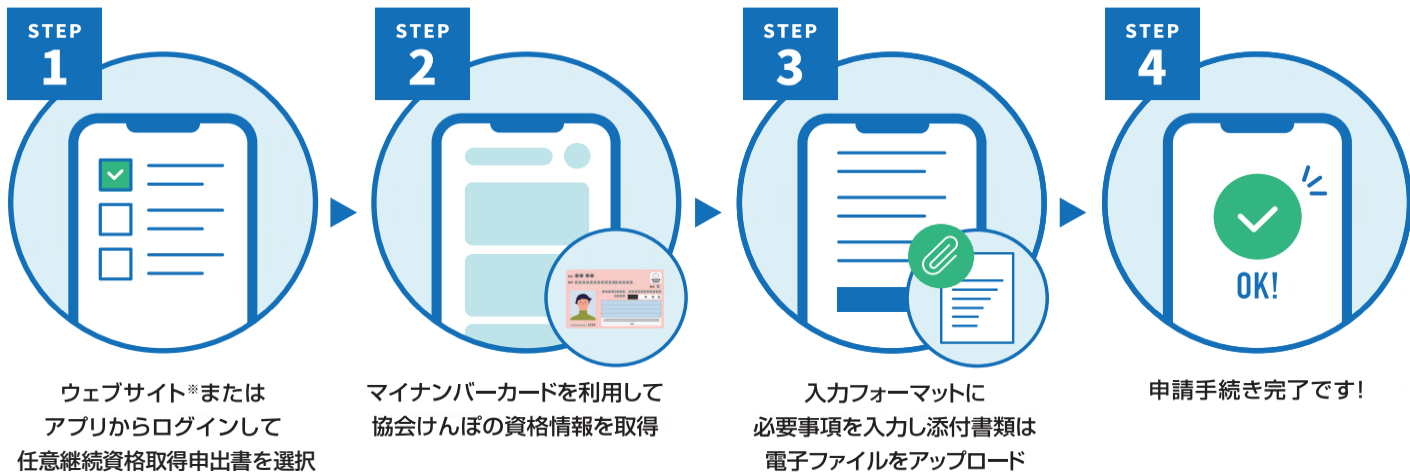 STEP
1
STEP
2
STEP
3
STEP
4
OK!
ウェブサイト※または
アプリからログインして
任意継続資格取得申出書を選択
マイナンバーカードを利用して
協会けんぽの資格情報を取得
入力フォーマットに
必要事項を入力し添付書類は
電子ファイルをアップロード
申請手続き完了です!